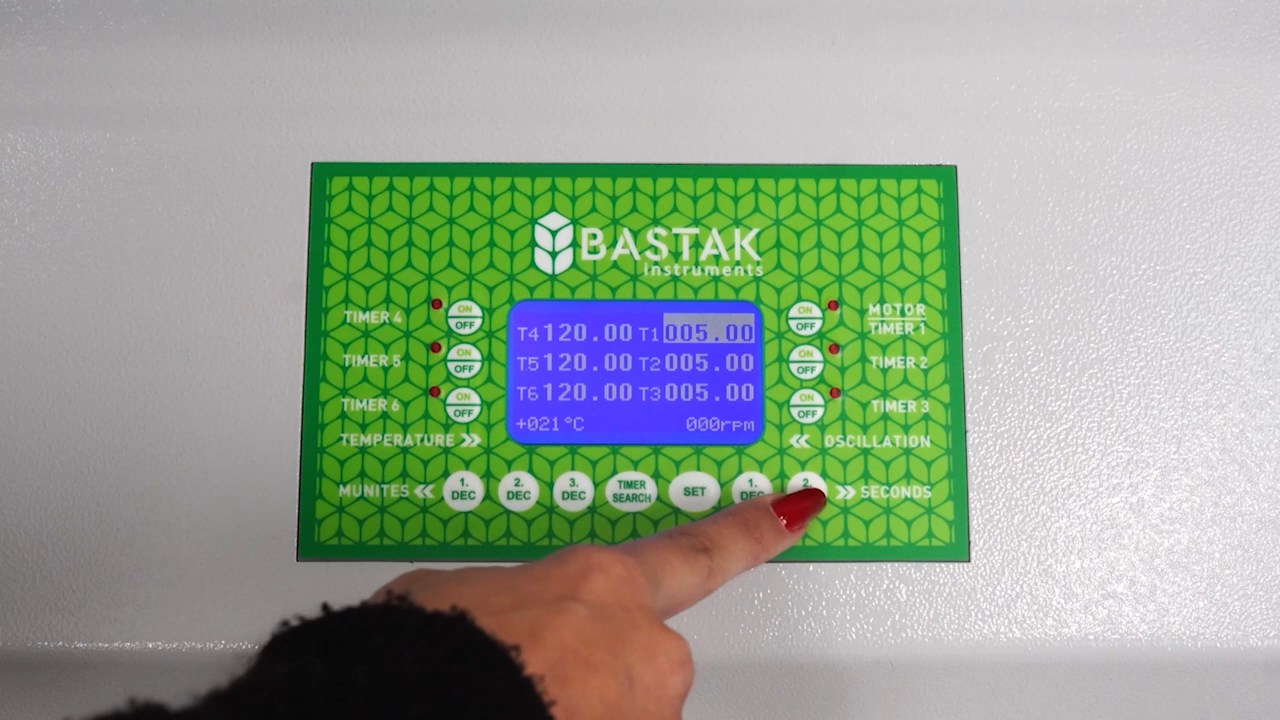 BASTAK
instruments
TIMER 4
ON
OFF
T4 120.00 T1 005.00
ON
OFF
MOTOR
TIMER 1
TIMER 5
ON
OFF
T5 120.00 T2 005.00
ON
OFF
TIMER 2
TIMER 6
ON
OFF
T6 120.00 T3 005.00
ON
OFF
TIMER 3
TEMPERATURE
+021°C 000rpm
OSCILLATION
MUNITES
1.
DEC
2.
DEC
3.
DEC
TIMER
SEARCH
SET
1.
DEC
2.
SECONDS